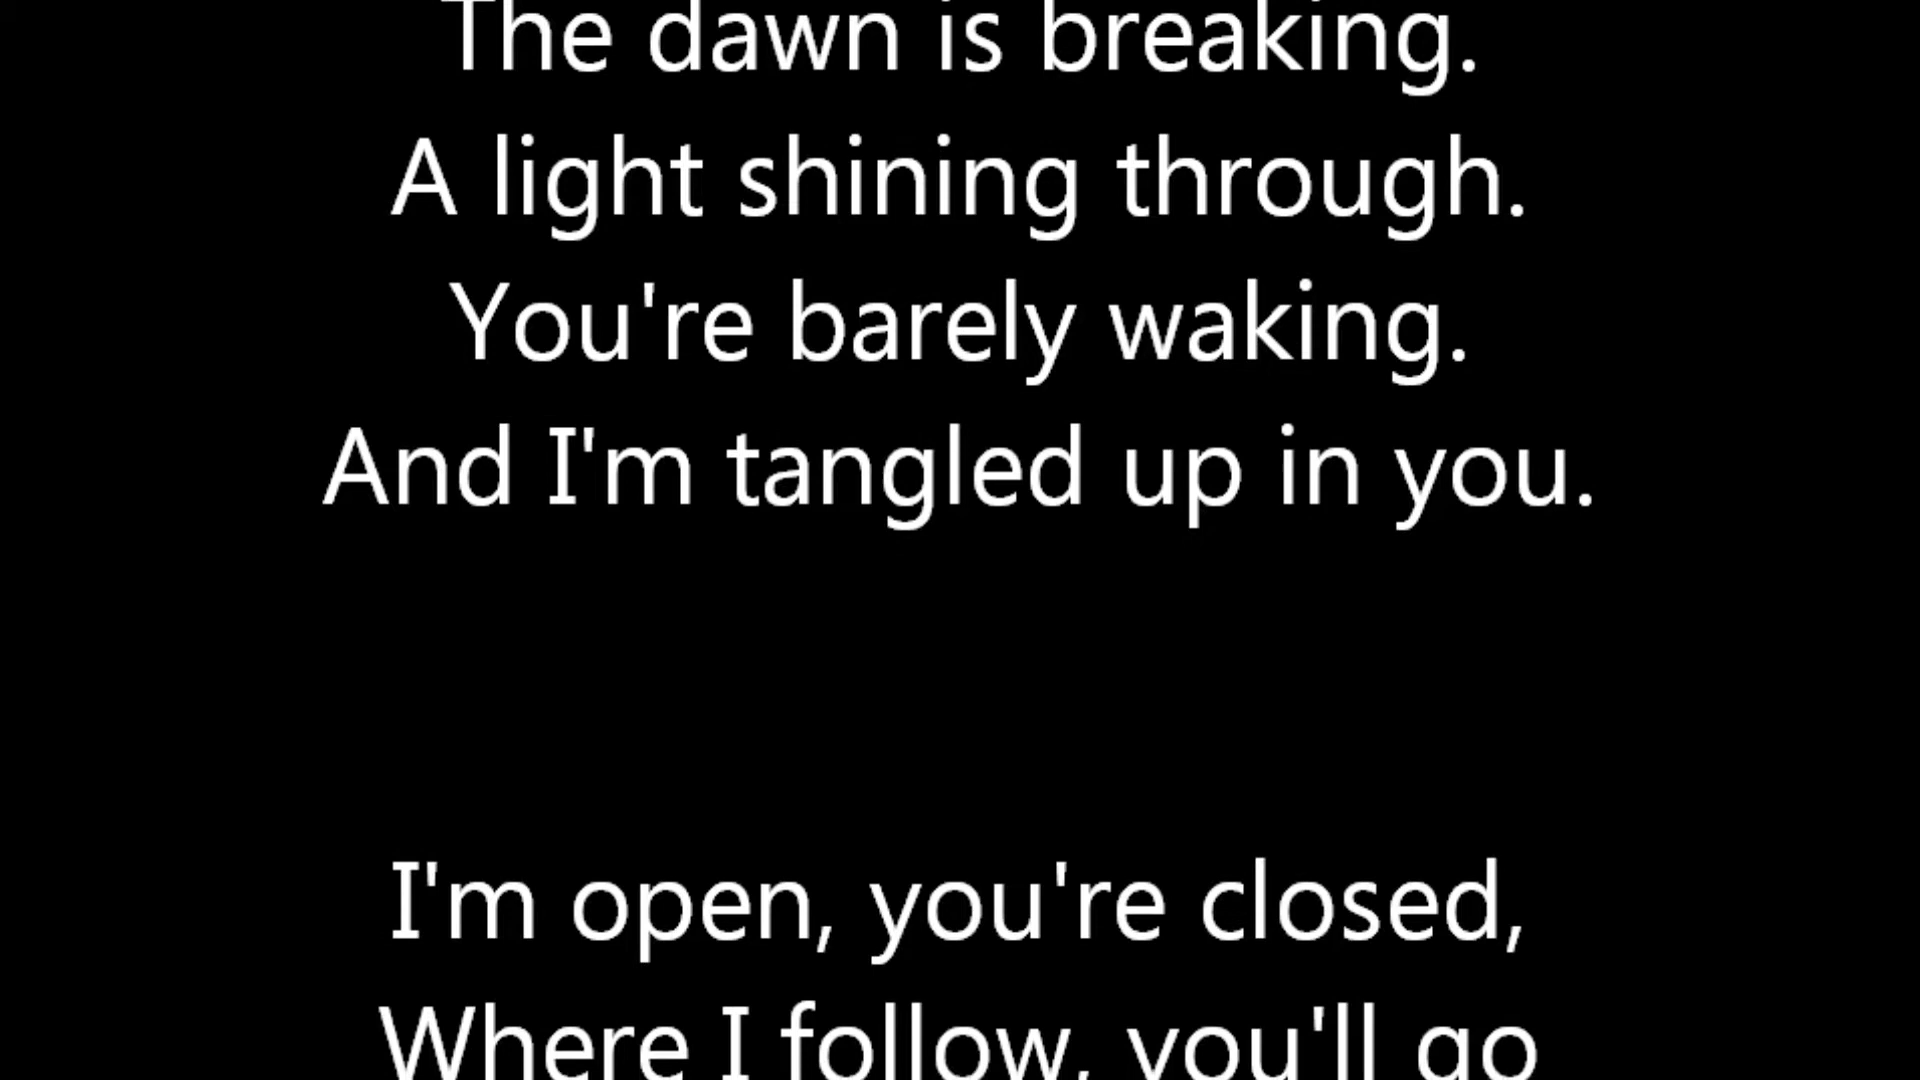 The dawn is breaking.
A light shining through.
You're barely waking.
And I'm tangled up in you.
I'm open, you're closed,
Where I follow, you'll go